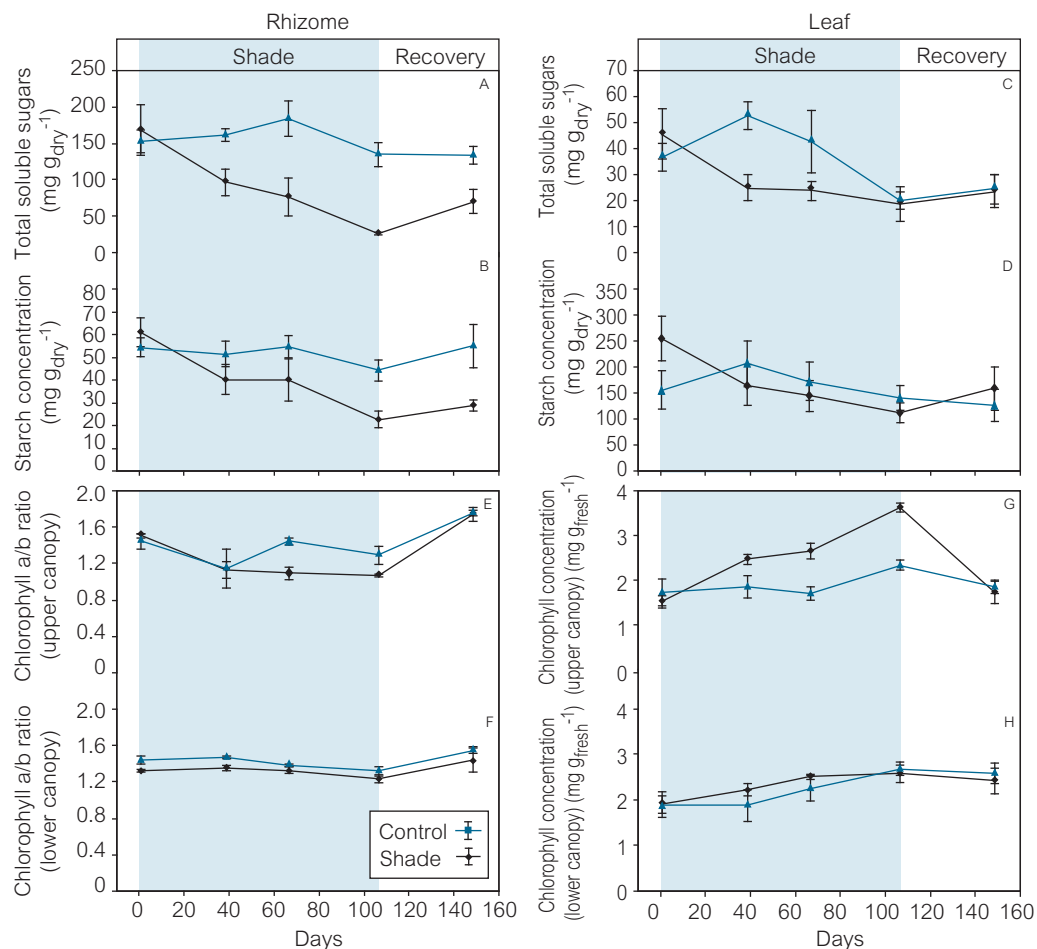 Rhizome
Shade Recovery
A
Total soluble sugars
(mg g_dry^-1)
250
200
150
100
50
0
B
Starch concentration
(mg g_dry^-1)
80
70
60
50
40
30
20
10
0
E
Chlorophyll a/b ratio
(upper canopy)
2.0
1.6
1.2
0.8
0.4
0
F
Chlorophyll a/b ratio
(lower canopy)
2.0
1.6
1.2
0.8
0.4
0
Control
Shade
0 20 40 60 80 100 120 140 160
Days
Leaf
Shade Recovery
C
Total soluble sugars
(mg g_dry^-1)
70
60
50
40
30
20
10
0
D
Starch concentration
(mg g_dry^-1)
350
300
250
200
150
100
50
0
G
Chlorophyll concentration
(upper canopy) (mg g_fresh^-1)
4
3
2
1
0
H
Chlorophyll concentration
(lower canopy) (mg g_fresh^-1)
4
3
2
1
0
0 20 40 60 80 100 120 140 160
Days